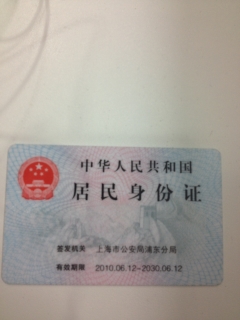 中华人民共和国
居民身份证
签发机关 上海市公安局浦东分局
有效期限 2010.06.12-2030.06.12